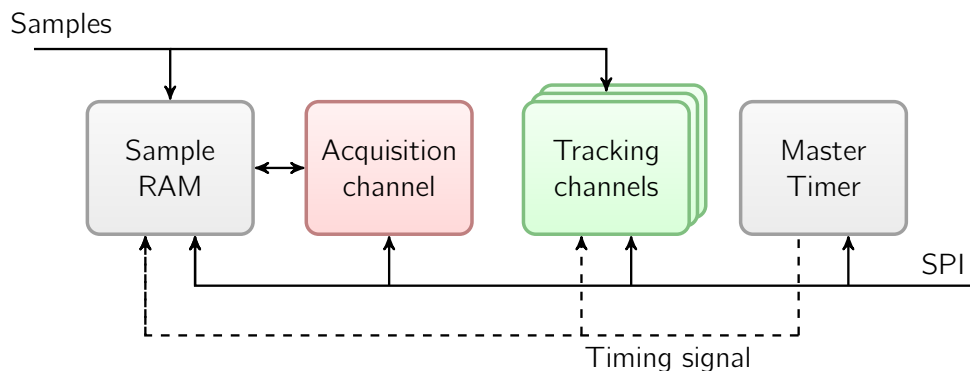 Samples
Sample
RAM
Acquisition
channel
Tracking
channels
Master
Timer
SPI
Timing signal